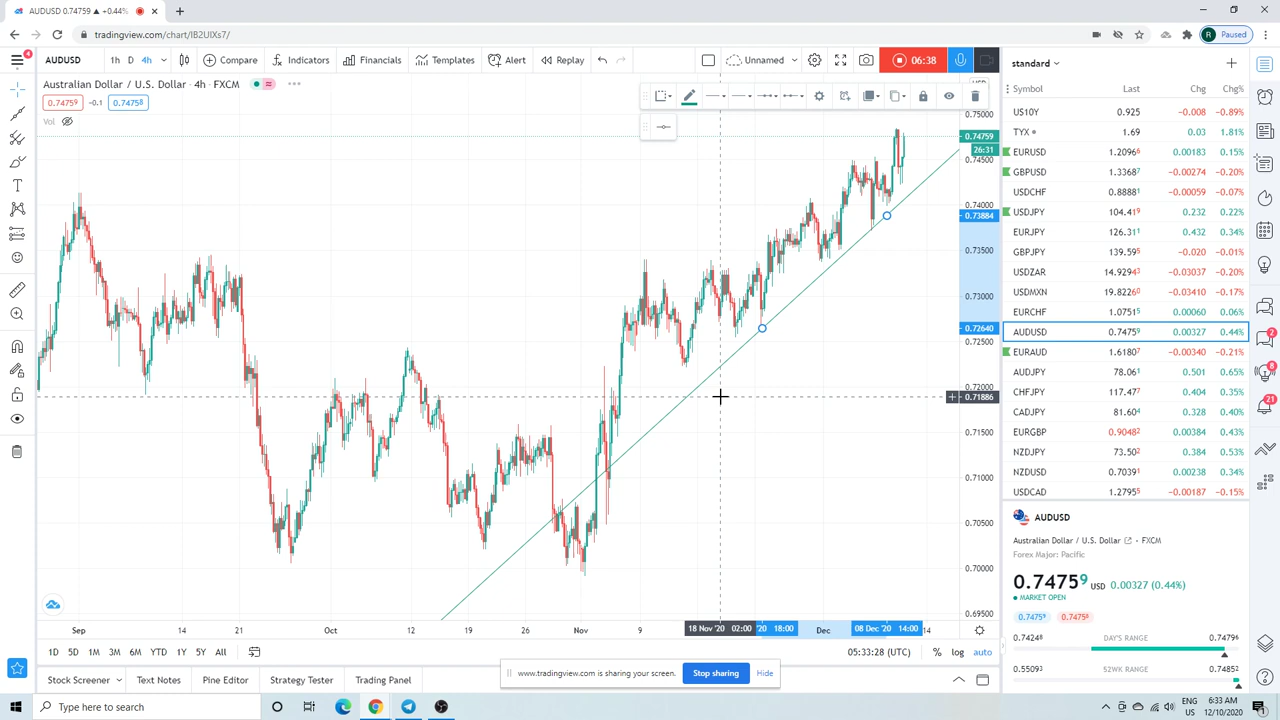 AUDUSD 0.74759 ▲ +0.44%
tradingview.com/chart/IB2UIXs7/
R Paused
4
AUDUSD 1h D 4h Compare Indicators Financials Templates Alert Replay Unnamed 06:38
Australian Dollar / U.S. Dollar · 4h · FXCM
0.74759 -0.1 0.74758
Vol
0.75000
0.74759
26:31
0.74500
0.74000
0.73884
0.73500
0.73000
0.72640
0.72500
0.72000
0.71886
0.71500
0.71000
0.70500
0.70000
0.69500
Sep 14 21 Oct 12 19 26 Nov 9 18 Nov '20 02:00 '20 18:00 Dec 08 Dec '20 14:00 14
1D 5D 1M 3M 6M YTD 1Y 5Y All 05:33:28 (UTC) % log auto
k Screener Text Notes Pine Editor Strategy Tester Trading Panel
www.tradingview.com is sharing your screen. Stop sharing Hide
standard
Symbol Last Chg Chg%
US10Y 0.925 -0.008 -0.89%
TYX 1.69 0.03 1.81%
EURUSD 1.20966 0.00183 0.15%
GBPUSD 1.33687 -0.00274 -0.20%
USDCHF 0.88881 -0.00059 -0.07%
USDJPY 104.419 0.232 0.22%
EURJPY 126.311 0.432 0.34%
GBPJPY 139.595 -0.020 -0.01%
USDZAR 14.92943 -0.03037 -0.20%
USDMXN 19.82260 -0.03410 -0.17%
EURCHF 1.07515 0.00060 0.06%
AUDUSD 0.74759 0.00327 0.44%
EURAUD 1.61807 -0.00340 -0.21%
AUDJPY 78.061 0.501 0.65%
CHFJPY 117.477 0.404 0.35%
CADJPY 81.604 0.328 0.40%
EURGBP 0.90482 0.00384 0.43%
NZDJPY 73.502 0.384 0.53%
NZDUSD 0.70391 0.00238 0.34%
USDCAD 1.27955 -0.00187 -0.15%
2
8
21
AUDUSD
Australian Dollar / U.S. Dollar · FXCM
Forex Major: Pacific
0.74759 USD 0.00327 (0.44%)
MARKET OPEN
0.74759 0.74758
0.74248 DAY'S RANGE 0.74796
0.55093 52WK RANGE 0.74852
Type here to search
ENG
US
6:33 AM
12/10/2020